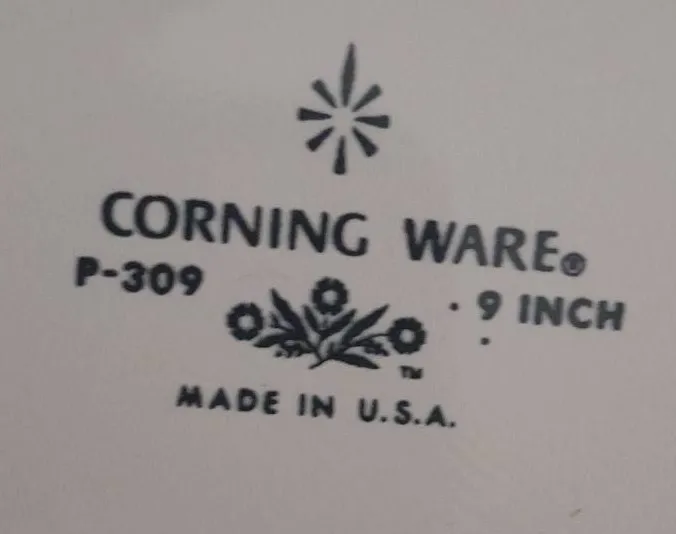 CORNING WARE®
P-309 · 9 INCH
TM
MADE IN U.S.A.